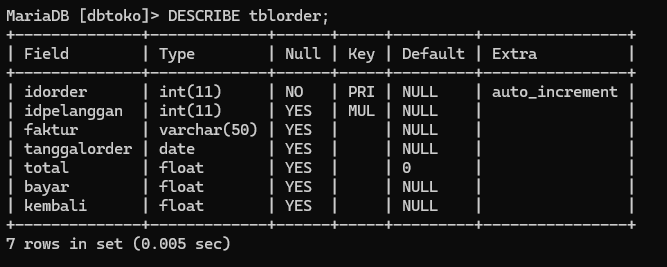 MariaDB [dbtoko]> DESCRIBE tblorder;
+--------------+-------------+------+-----+---------+----------------+
| Field        | Type        | Null | Key | Default | Extra          |
+--------------+-------------+------+-----+---------+----------------+
| idorder      | int(11)     | NO   | PRI | NULL    | auto_increment |
| idpelanggan  | int(11)     | YES  | MUL | NULL    |                |
| faktur       | varchar(50) | YES  |     | NULL    |                |
| tanggalorder | date        | YES  |     | NULL    |                |
| total        | float       | YES  |     | 0       |                |
| bayar        | float       | YES  |     | NULL    |                |
| kembali      | float       | YES  |     | NULL    |                |
+--------------+-------------+------+-----+---------+----------------+
7 rows in set (0.005 sec)